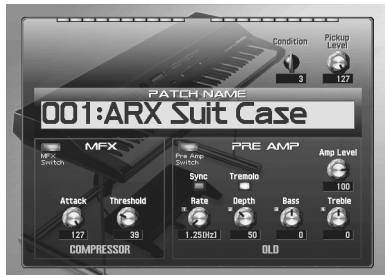 Condition
Pickup
Level
3
127
PATCH NAME
001:ARX Suit Case
MFX
PRE AMP
MFX
Switch
Pre Amp
Switch
Sync
Tremolo
Amp Level
100
Attack
Threshold
Rate
Depth
Bass
Treble
127
39
1.25(Hz)
50
0
0
COMPRESSOR
OLD